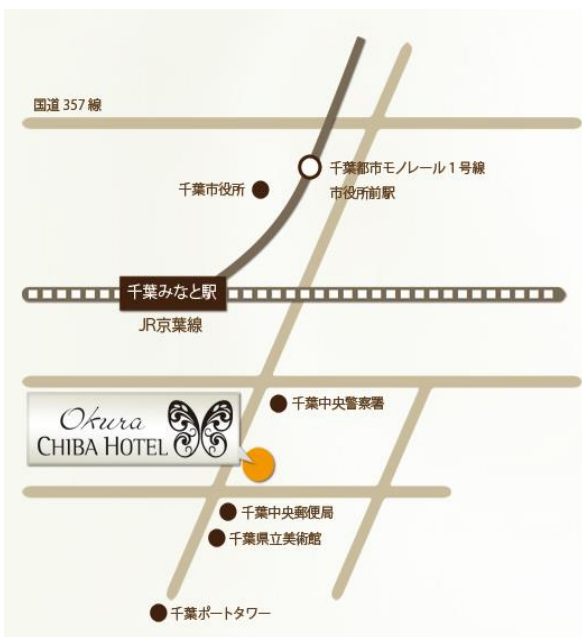 国道357線
千葉都市モノレール1号線
市役所前駅
千葉市役所
千葉みなと駅
JR京葉線
千葉中央警察署
Okura
CHIBA HOTEL
千葉中央郵便局
千葉県立美術館
千葉ポートタワー